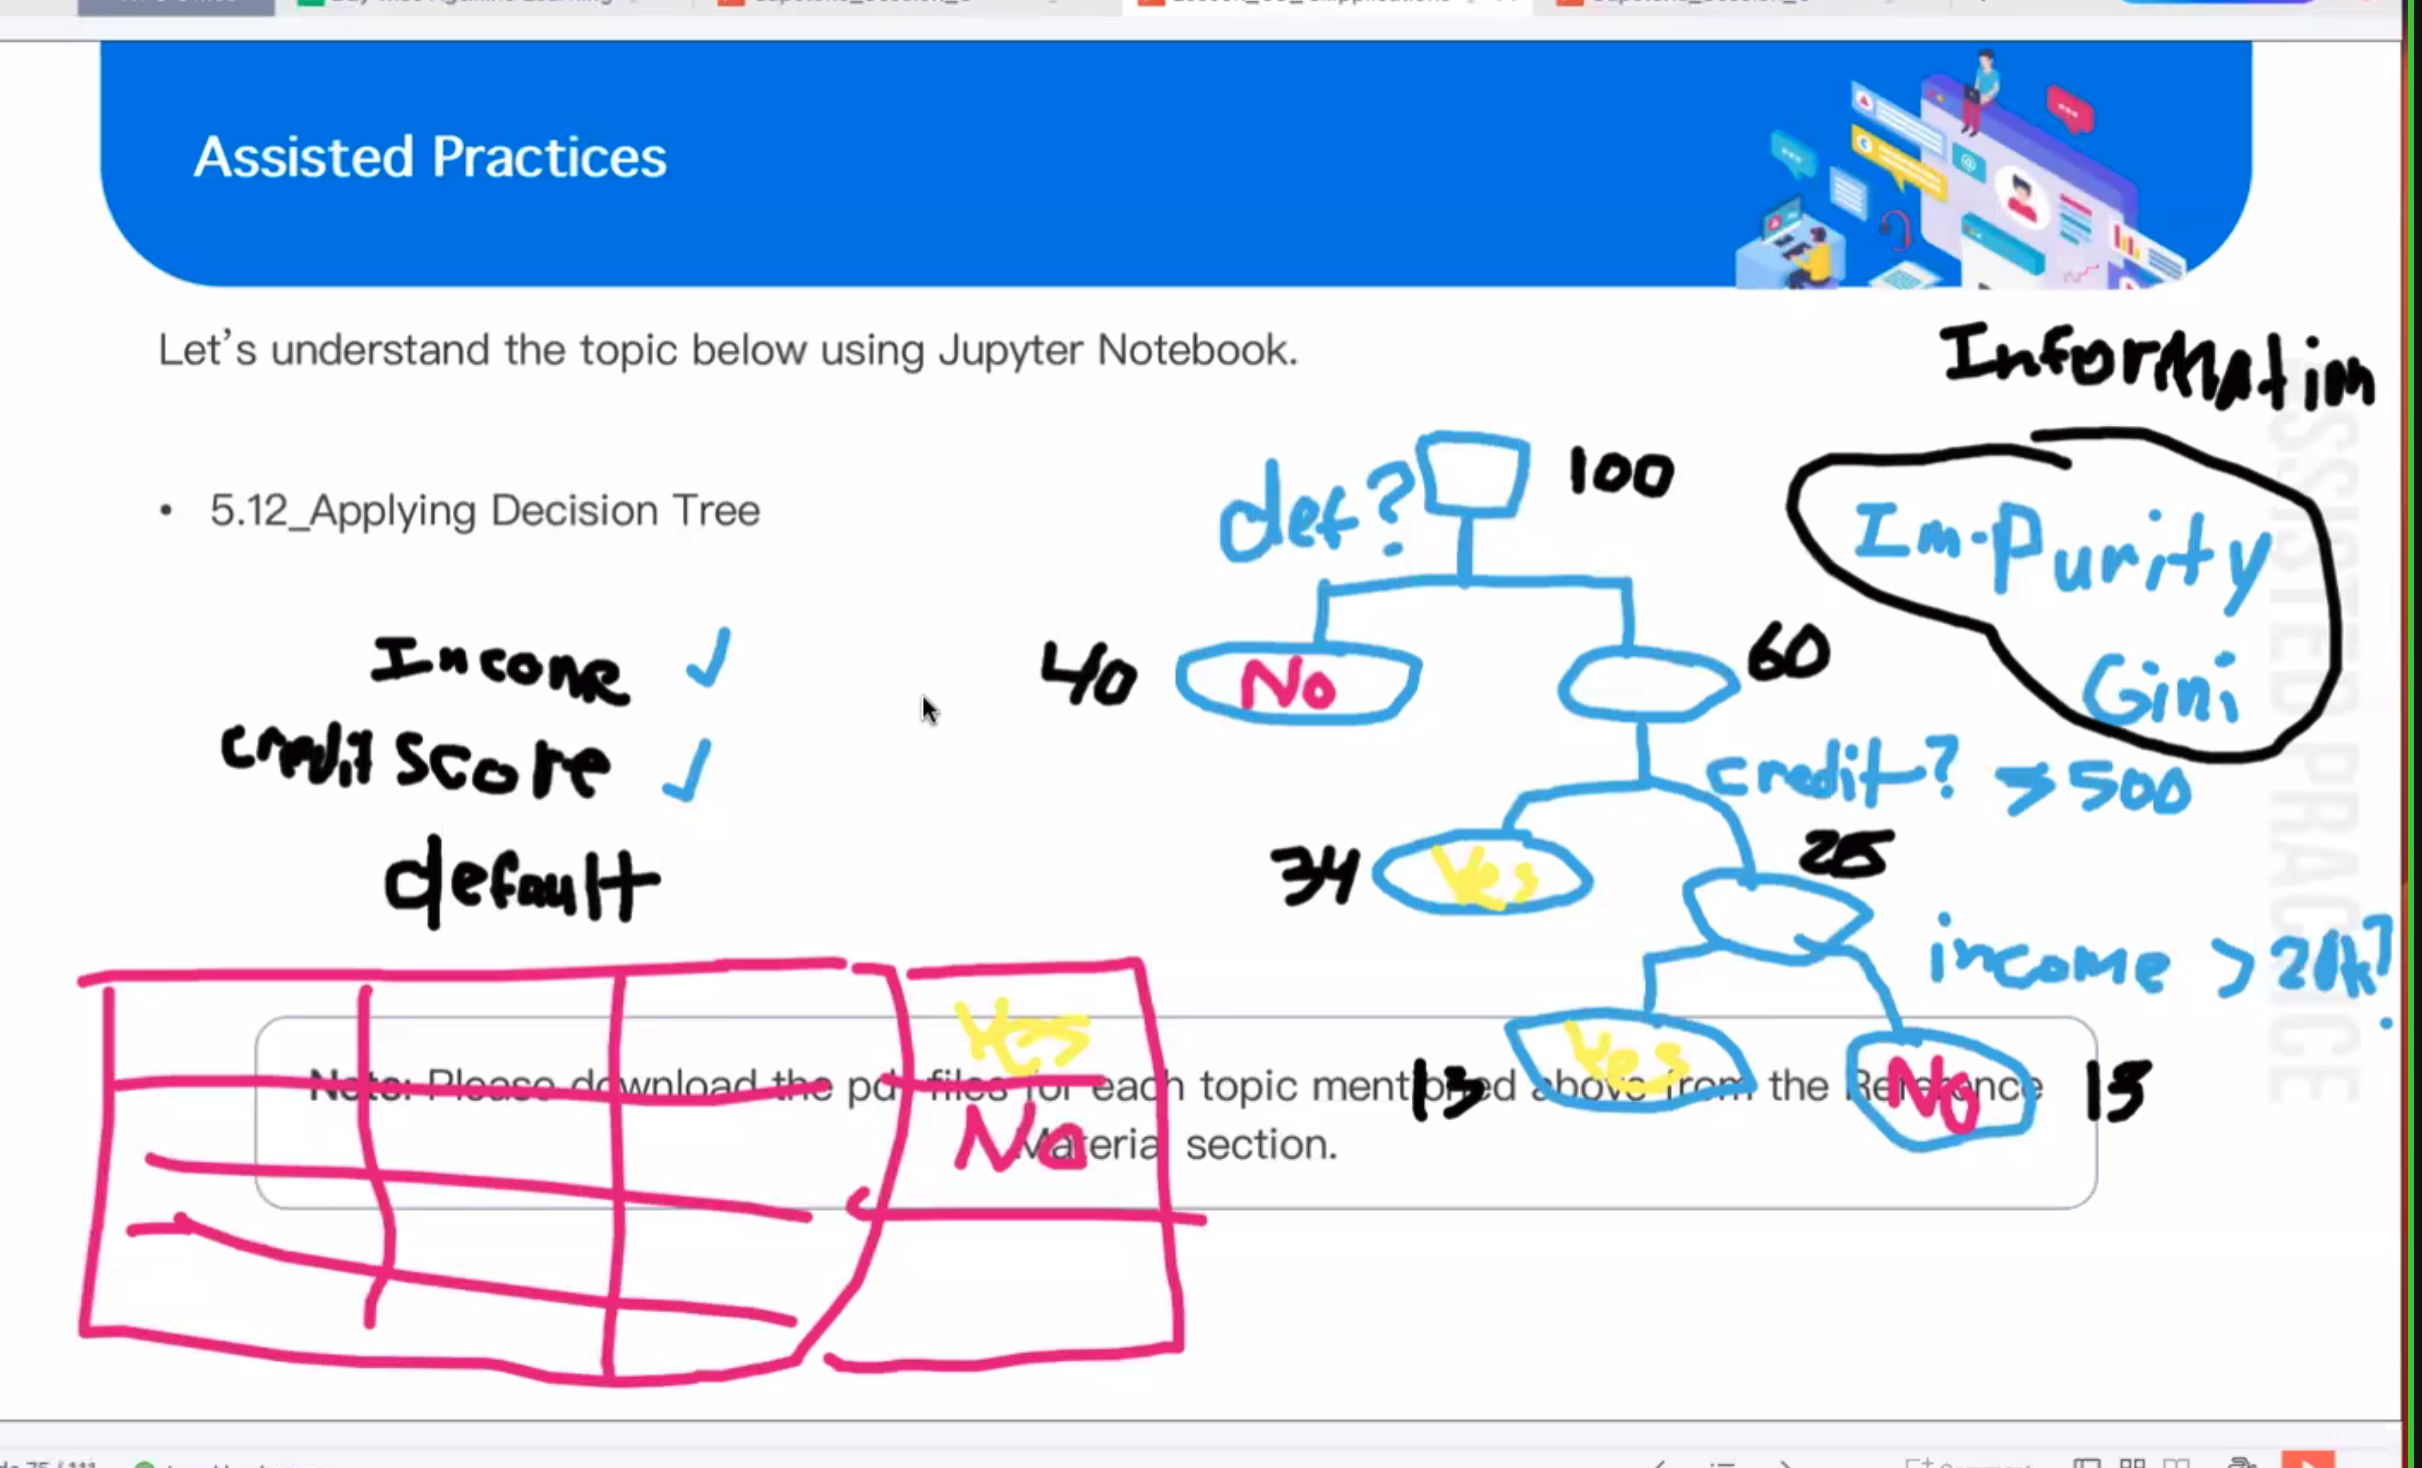 Assisted Practices
Let's understand the topic below using Jupyter Notebook.
• 5.12_Applying Decision Tree
Information
Im-Purity
Gini
def?
100
40
No
60
credit? >500
34
Yes
income >20k?
13
Yes
No
Income ✓
credit score ✓
default
Yes
No
Note: Please download the pdf files for each topic mentioned above from the Reference
Material section.
ASSISTED PRACTICE